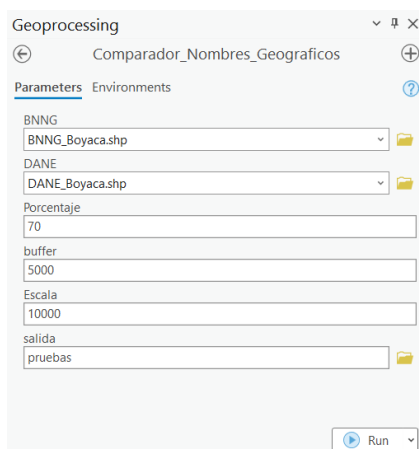 Geoprocessing
Comparador_Nombres_Geograficos
Parameters Environments
BNNG
BNNG_Boyaca.shp
DANE
DANE_Boyaca.shp
Porcentaje
70
buffer
5000
Escala
10000
salida
pruebas
Run